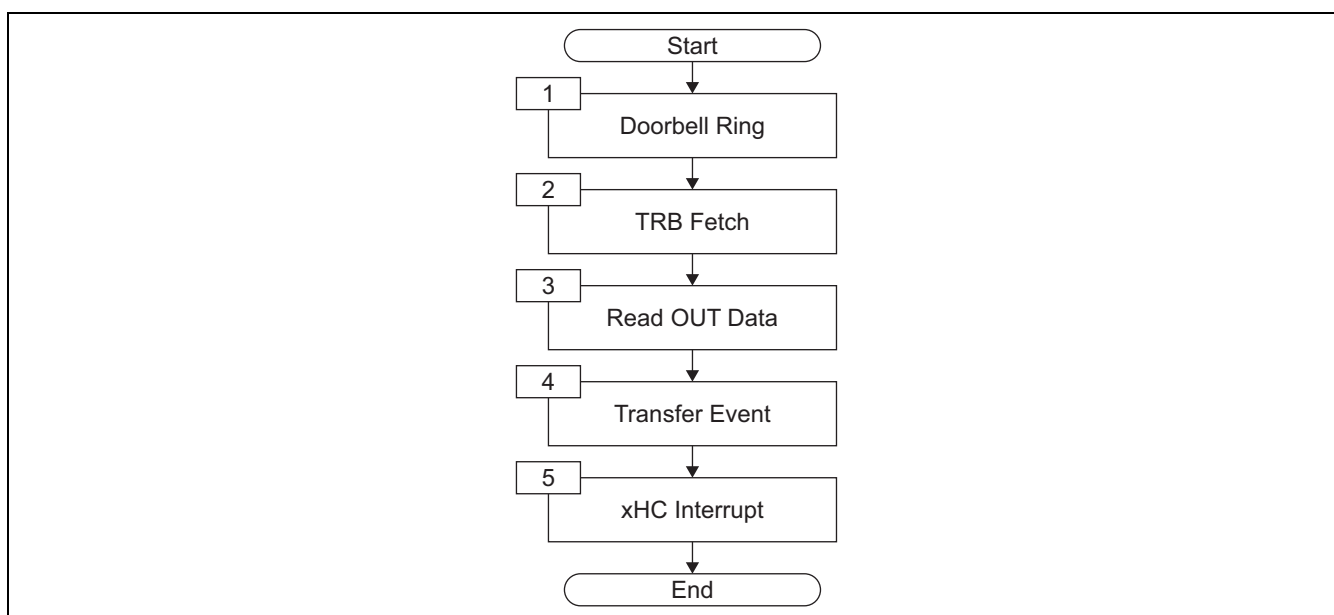 Start
1
Doorbell Ring
2
TRB Fetch
3
Read OUT Data
4
Transfer Event
5
xHC Interrupt
End